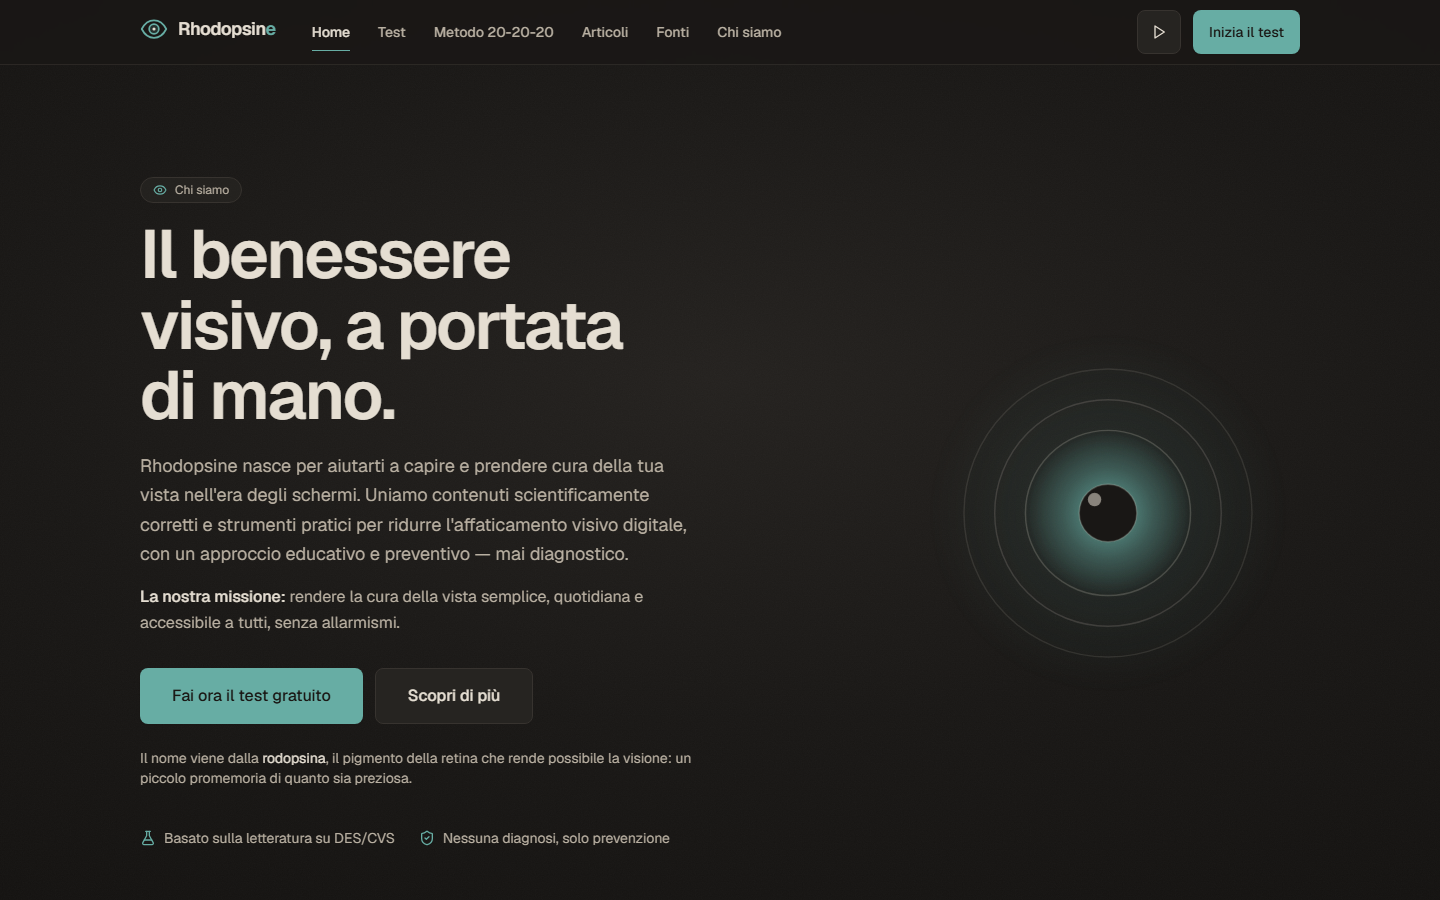 Rhodopsine
Home
Test
Metodo 20-20-20
Articoli
Fonti
Chi siamo
Inizia il test
Chi siamo
Il benessere
visivo, a portata
di mano.
Rhodopsine nasce per aiutarti a capire e prendere cura della tua
vista nell'era degli schermi. Uniamo contenuti scientificamente
corretti e strumenti pratici per ridurre l'affaticamento visivo digitale,
con un approccio educativo e preventivo — mai diagnostico.
La nostra missione: rendere la cura della vista semplice, quotidiana e
accessibile a tutti, senza allarmismi.
Fai ora il test gratuito
Scopri di più
Il nome viene dalla rodopsina, il pigmento della retina che rende possibile la visione: un
piccolo promemoria di quanto sia preziosa.
Basato sulla letteratura su DES/CVS
Nessuna diagnosi, solo prevenzione